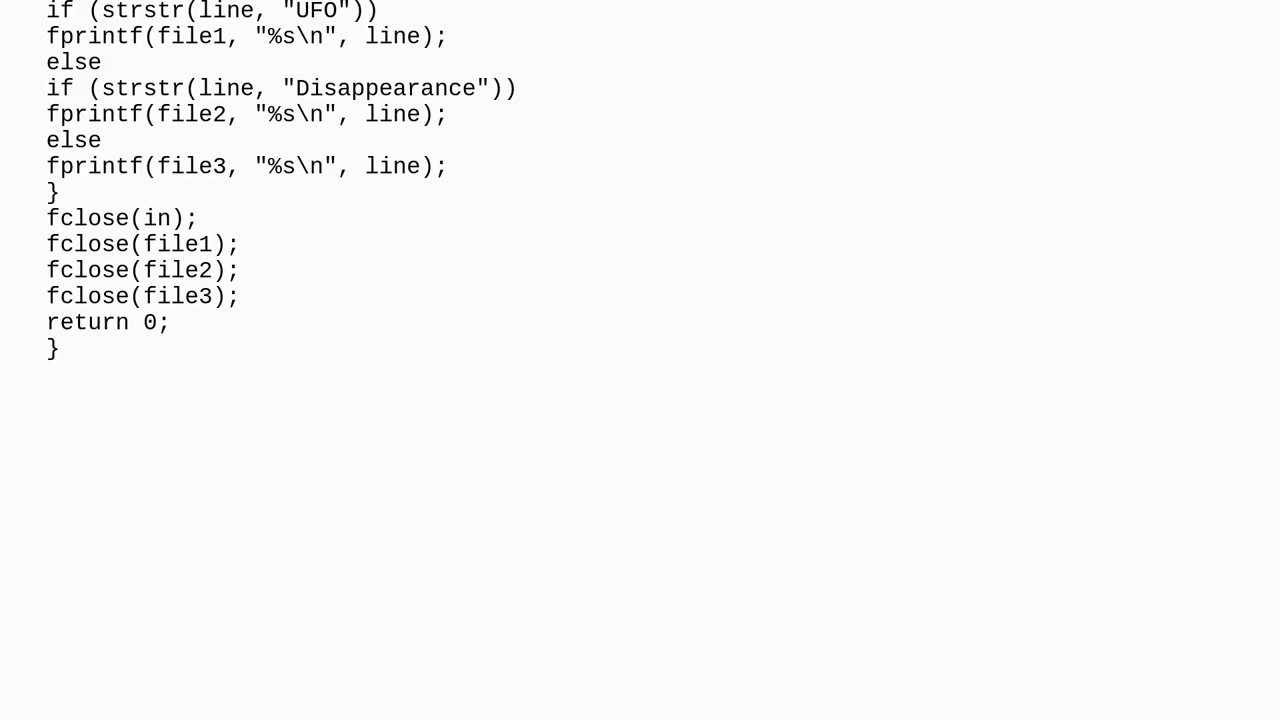 if (strstr(line, "UFO"))
fprintf(file1, "%s\n", line);
else
if (strstr(line, "Disappearance"))
fprintf(file2, "%s\n", line);
else
fprintf(file3, "%s\n", line);
}
fclose(in);
fclose(file1);
fclose(file2);
fclose(file3);
return 0;
}